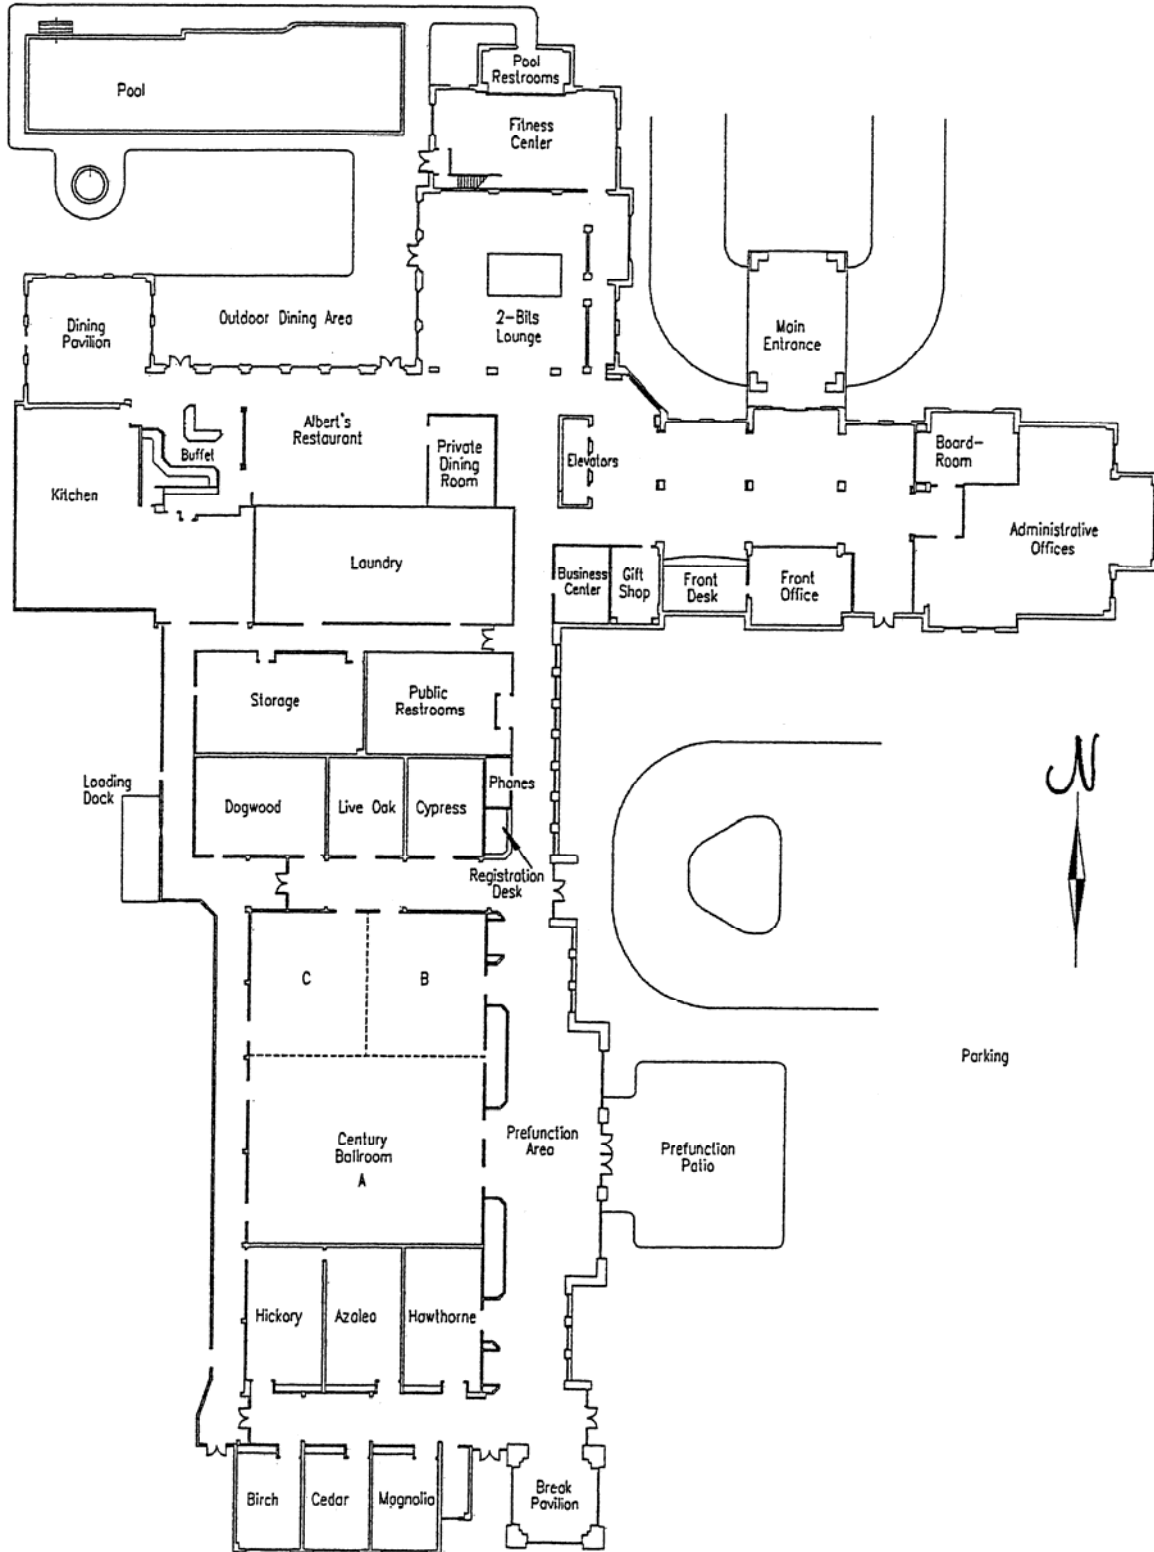 Pool
Restrooms
Pool
Fitness
Center
Outdoor Dining Area
2-Bits
Lounge
Dining
Pavilion
Main
Entrance
Albert's
Restaurant
Private
Dining
Room
Buffet
Elevators
Board-
Room
Kitchen
Administrative
Offices
Laundry
Business
Center
Gift
Shop
Front
Desk
Front
Office
Storage
Public
Restrooms
Loading
Dock
Dogwood
Live Oak
Cypress
Phones
Registration
Desk
N
C
B
Parking
Century
Ballroom
A
Prefunction
Area
Prefunction
Patio
Hickory
Azalea
Hawthorne
Birch
Cedar
Magnolia
Break
Pavilion